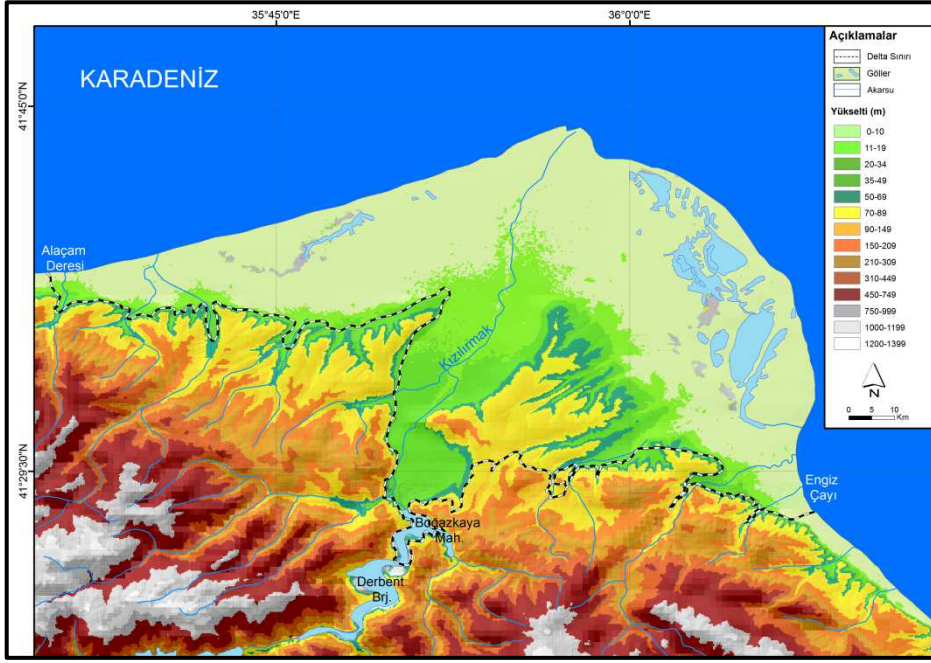 35°45'0"E
36°0'0"E
41°45'0"N
41°29'30"N
KARADENİZ
Alaçam
Deresi
Kızılırmak
Engiz
Çayı
Boğazkaya
Mah.
Derbent
Brj.
Açıklamalar
Delta Sınırı
Göller
Akarsu
Yükselti (m)
0-10
11-19
20-34
35-49
50-69
70-89
90-149
150-209
210-309
310-449
450-749
750-999
1000-1199
1200-1399
N
0 5 10
Km